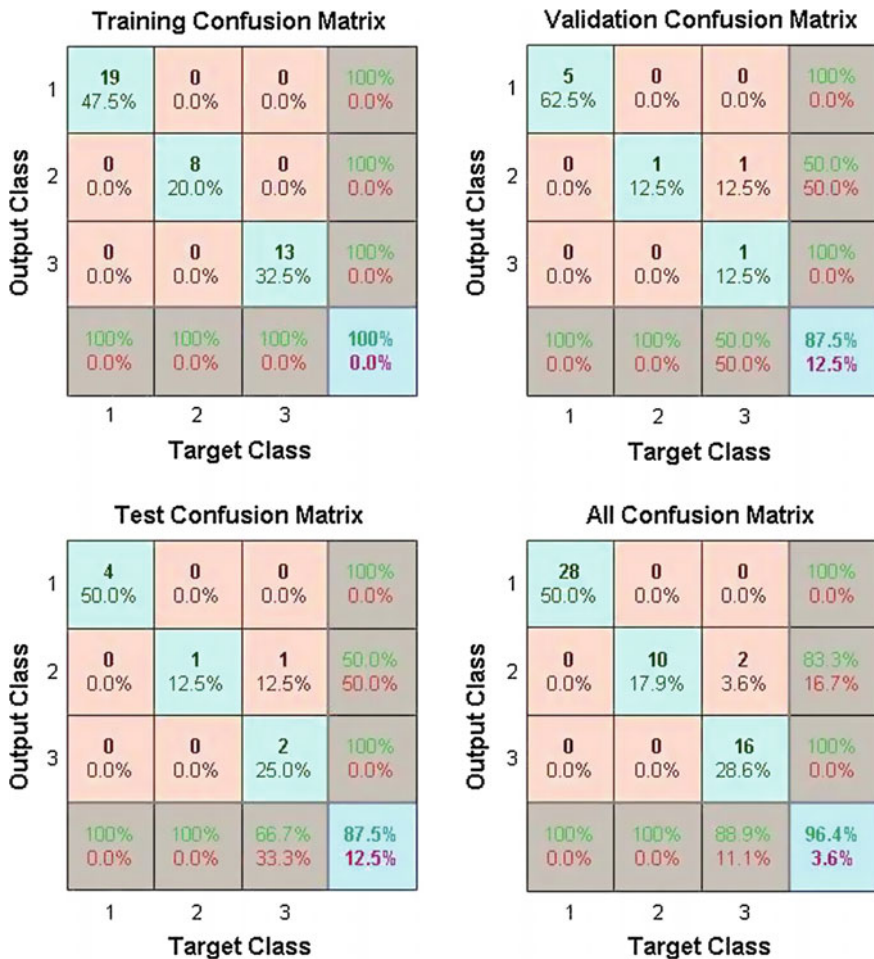 Training Confusion Matrix
Output Class
1 19 0 0 100%
47.5% 0.0% 0.0% 0.0%
2 0 8 0 100%
0.0% 20.0% 0.0% 0.0%
3 0 0 13 100%
0.0% 0.0% 32.5% 0.0%
100% 100% 100% 100%
0.0% 0.0% 0.0% 0.0%
1 2 3
Target Class
Validation Confusion Matrix
Output Class
1 5 0 0 100%
62.5% 0.0% 0.0% 0.0%
2 0 1 1 50.0%
0.0% 12.5% 12.5% 50.0%
3 0 0 1 100%
0.0% 0.0% 12.5% 0.0%
100% 100% 50.0% 87.5%
0.0% 0.0% 50.0% 12.5%
1 2 3
Target Class
Test Confusion Matrix
Output Class
1 4 0 0 100%
50.0% 0.0% 0.0% 0.0%
2 0 1 1 50.0%
0.0% 12.5% 12.5% 50.0%
3 0 0 2 100%
0.0% 0.0% 25.0% 0.0%
100% 100% 66.7% 87.5%
0.0% 0.0% 33.3% 12.5%
1 2 3
Target Class
All Confusion Matrix
Output Class
1 28 0 0 100%
50.0% 0.0% 0.0% 0.0%
2 0 10 2 83.3%
0.0% 17.9% 3.6% 16.7%
3 0 0 16 100%
0.0% 0.0% 28.6% 0.0%
100% 100% 88.9% 96.4%
0.0% 0.0% 11.1% 3.6%
1 2 3
Target Class